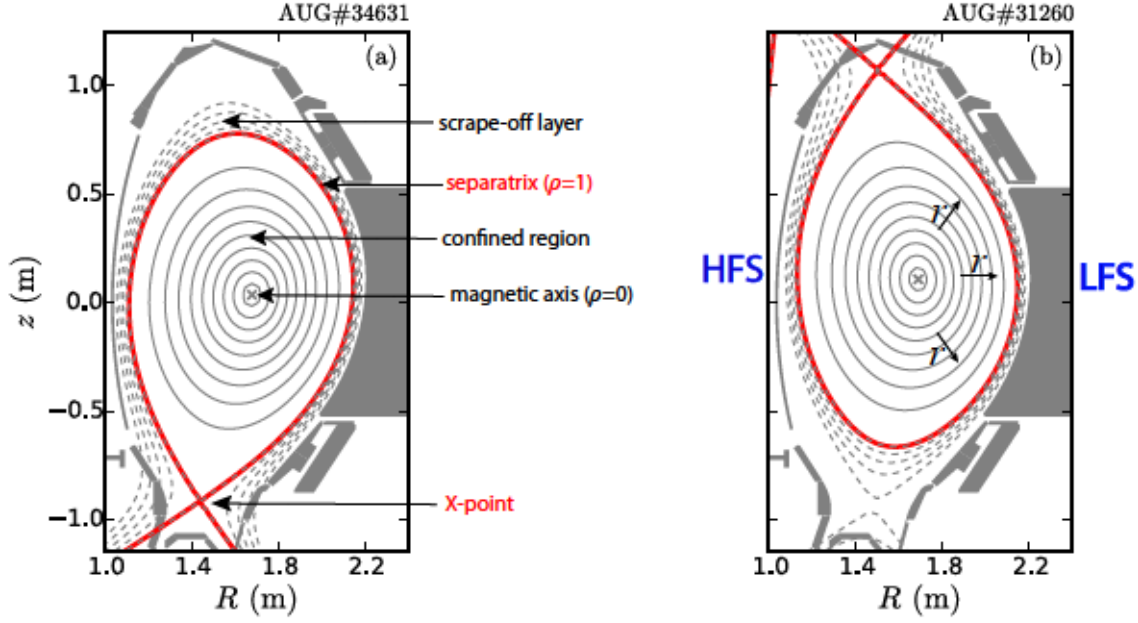 AUG#34631
(a)
1.0
0.5
0.0
−0.5
−1.0
z (m)
1.0 1.4 1.8 2.2
R (m)
scrape-off layer
separatrix (ρ=1)
confined region
magnetic axis (ρ=0)
X-point
AUG#31260
(b)
HFS
r
r
r
LFS
1.0 1.4 1.8 2.2
R (m)